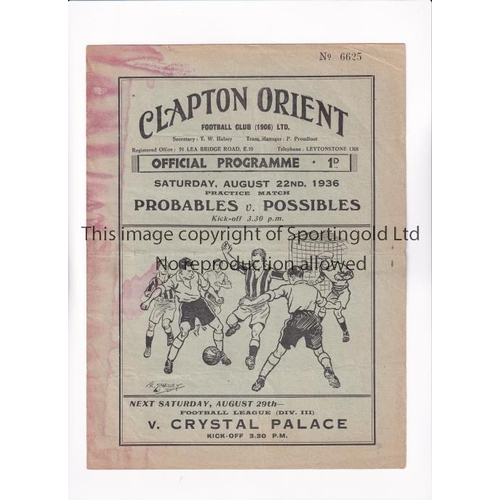 No 6625
CLAPTON ORIENT
FOOTBALL CLUB (1906) LTD.
Secretary: T. W. Halsey Team Manager: P. Proudfoot
Registered Office: 91 LEA BRIDGE ROAD, E.10 Telephone: LEYTONSTONE 1368
OFFICIAL PROGRAMME · 1D
SATURDAY, AUGUST 22ND, 1936
PRACTICE MATCH
PROBABLES v. POSSIBLES
Kick-off 3.30 p.m.
This image copyright of Sportingold Ltd
No reproduction allowed
NEXT SATURDAY, AUGUST 29th—
FOOTBALL LEAGUE (DIV. III)
V. CRYSTAL PALACE
KICK-OFF 3.30 P.M.